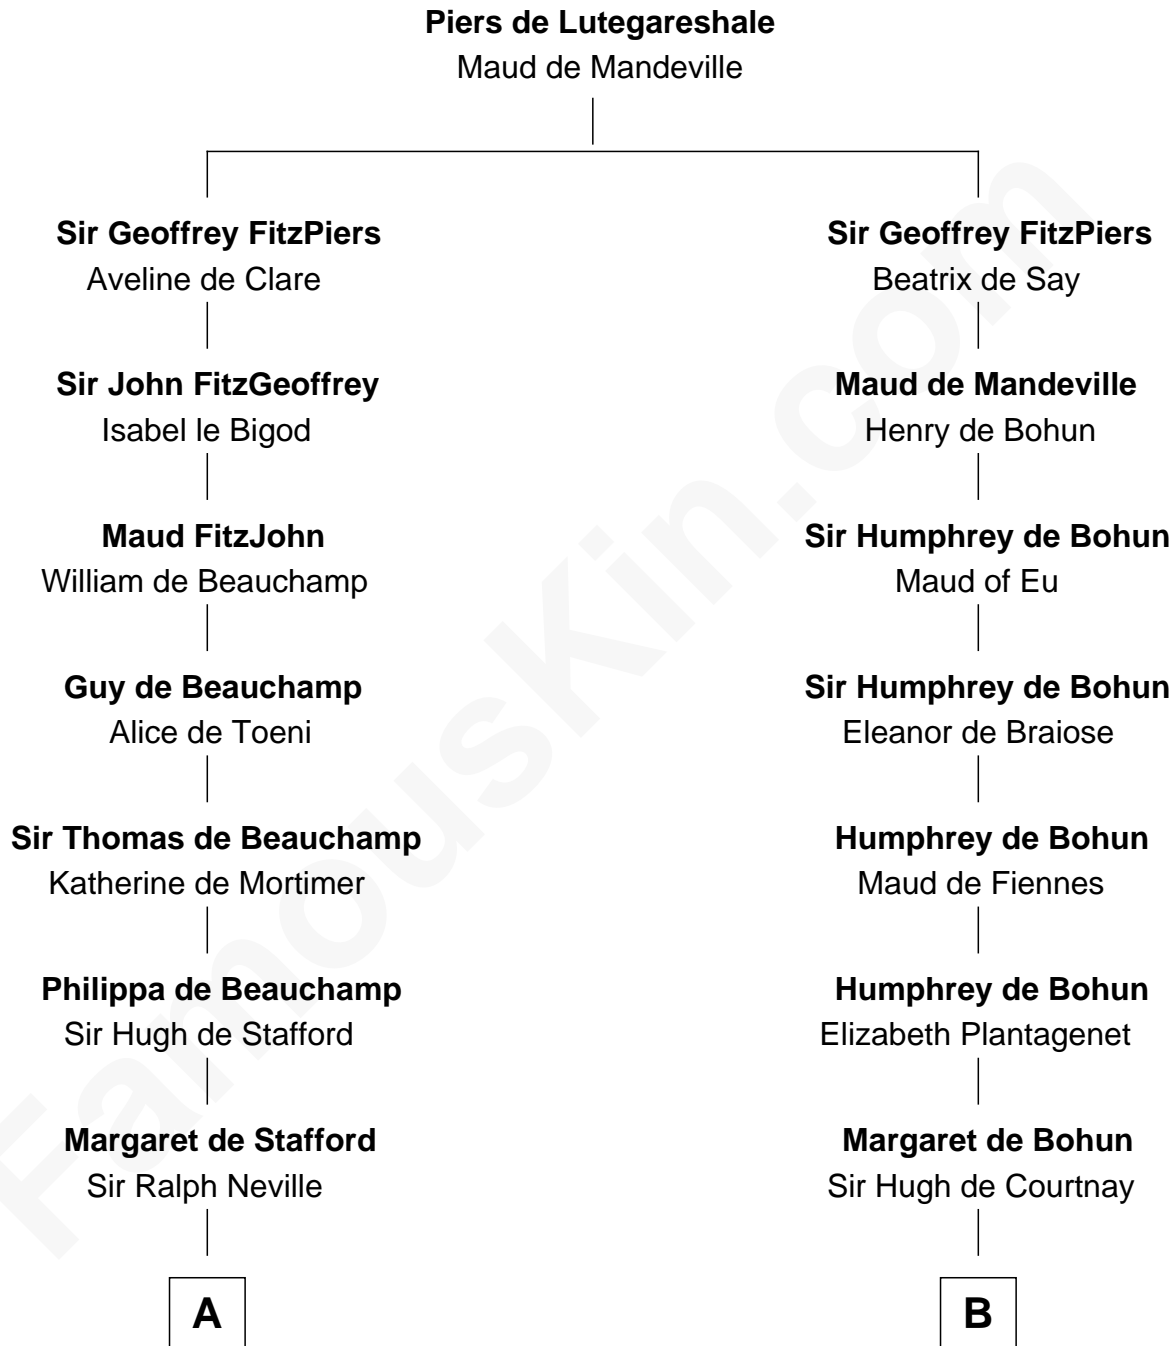 Piers de Lutegareshale
Maud de Mandeville
Sir Geoffrey FitzPiers
Aveline de Clare
Sir Geoffrey FitzPiers
Beatrix de Say
Sir John FitzGeoffrey
Isabel le Bigod
Maud de Mandeville
Henry de Bohun
Maud FitzJohn
William de Beauchamp
Sir Humphrey de Bohun
Maud of Eu
Guy de Beauchamp
Alice de Toeni
Sir Humphrey de Bohun
Eleanor de Braiose
Sir Thomas de Beauchamp
Katherine de Mortimer
Humphrey de Bohun
Maud de Fiennes
Philippa de Beauchamp
Sir Hugh de Stafford
Humphrey de Bohun
Elizabeth Plantagenet
Margaret de Stafford
Sir Ralph Neville
Margaret de Bohun
Sir Hugh de Courtnay
A
B
FamousKin.com